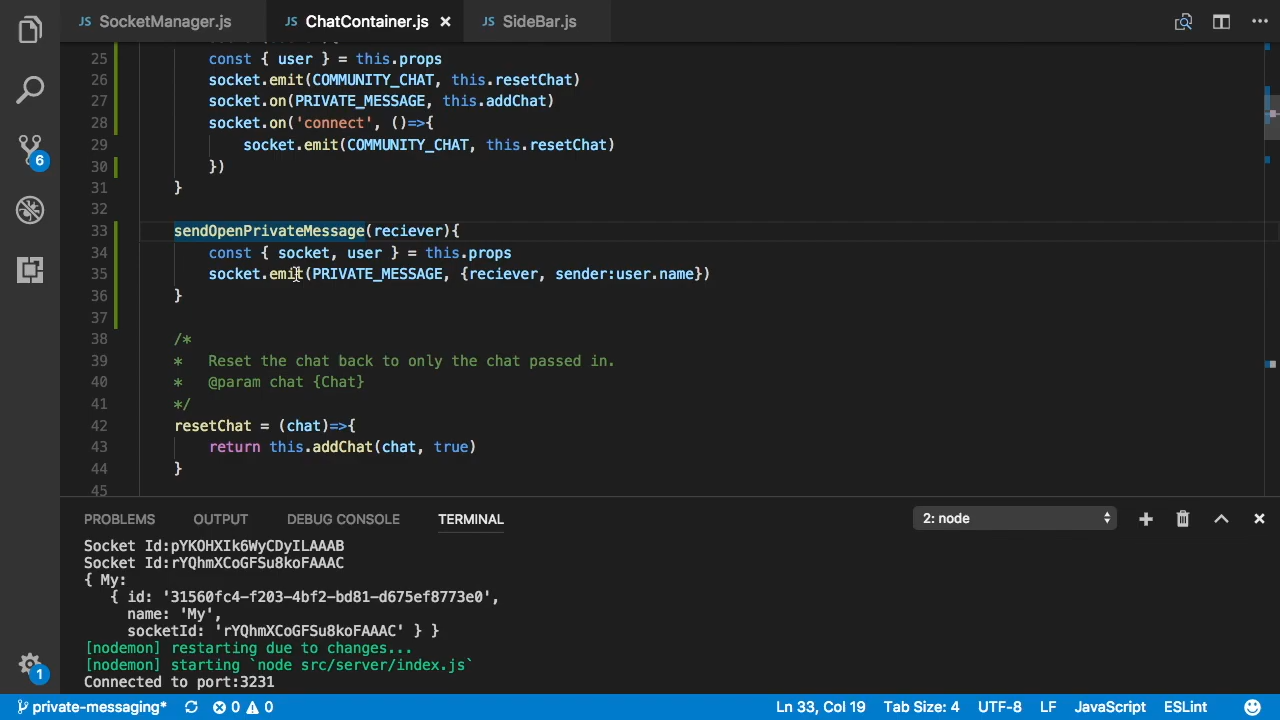 JS SocketManager.js JS ChatContainer.js × JS SideBar.js
25 const { user } = this.props
26 socket.emit(COMMUNITY_CHAT, this.resetChat)
27 socket.on(PRIVATE_MESSAGE, this.addChat)
28 socket.on('connect', ()=>{
29 socket.emit(COMMUNITY_CHAT, this.resetChat)
30 })
31 }
32
33 sendOpenPrivateMessage(reciever){
34 const { socket, user } = this.props
35 socket.emit(PRIVATE_MESSAGE, {reciever, sender:user.name})
36 }
37
38 /*
39 * Reset the chat back to only the chat passed in.
40 * @param chat {Chat}
41 */
42 resetChat = (chat)=>{
43 return this.addChat(chat, true)
44 }
45
6
PROBLEMS OUTPUT DEBUG CONSOLE TERMINAL 2: node
Socket Id:pYKOHXIk6WyCDyILAAAB
Socket Id:rYQhmXCoGFSu8koFAAAC
{ My:
{ id: '31560fc4-f203-4bf2-bd81-d675ef8773e0',
name: 'My',
socketId: 'rYQhmXCoGFSu8koFAAAC' } }
[nodemon] restarting due to changes...
[nodemon] starting `node src/server/index.js`
Connected to port:3231
1
private-messaging* 0 0 Ln 33, Col 19 Tab Size: 4 UTF-8 LF JavaScript ESLint